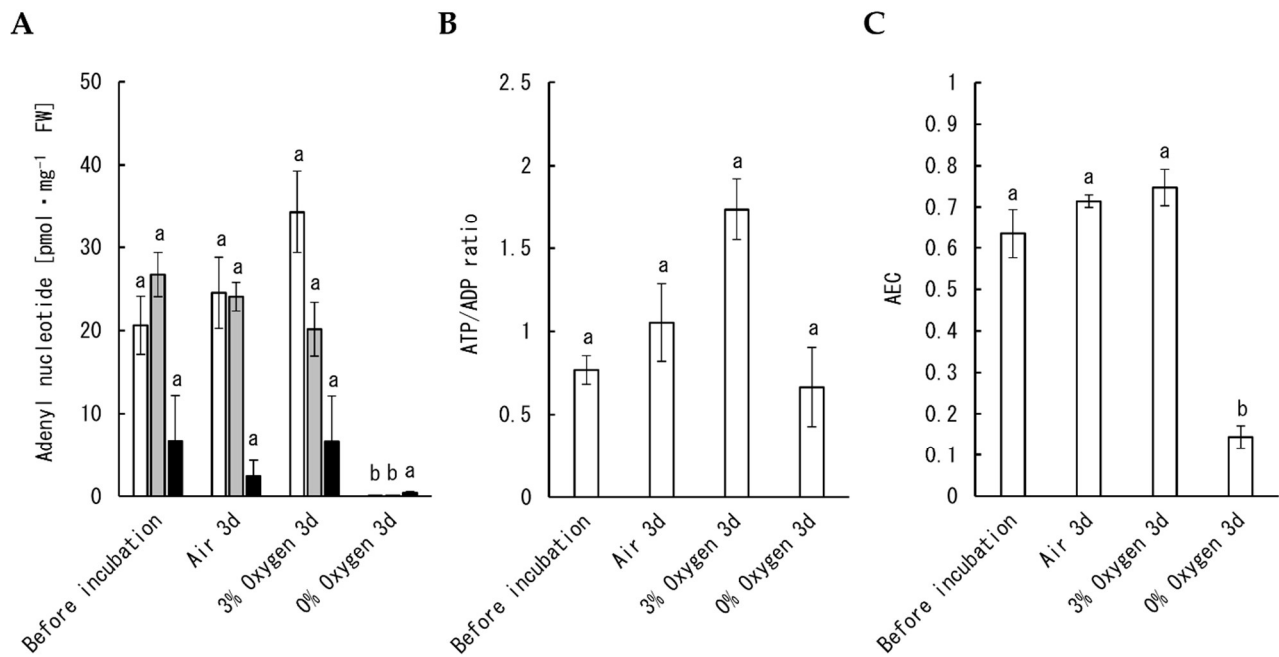 A
B
C
Adenyl nucleotide [pmol・mg⁻¹ FW]
50
40
30
20
10
0
a
a
a
a
a
a
a
a
a
b
b
a
Before incubation
Air 3d
3% Oxygen 3d
0% Oxygen 3d
ATP/ADP ratio
2.5
2
1.5
1
0.5
0
a
a
a
a
Before incubation
Air 3d
3% Oxygen 3d
0% Oxygen 3d
AEC
1
0.9
0.8
0.7
0.6
0.5
0.4
0.3
0.2
0.1
0
a
a
a
b
Before incubation
Air 3d
3% Oxygen 3d
0% Oxygen 3d